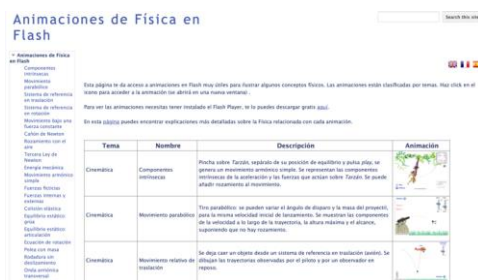 Animaciones de Física en
Flash
Search this site
Animaciones de Física
en Flash
Componentes
intrínsecas
Movimiento
parabólico
Sistema de referencia
en traslación
Sistema de referencia
en rotación
Movimiento bajo una
fuerza constante
Cañón de Newton
Rozamiento con el
aire
Tercera Ley de
Newton
Energía mecánica
Movimiento armónico
simple
Fuerzas ficticias
Fuerzas internas y
externas
Colisión elástica
Equilibrio estático
grúa
Equilibrio estático
articulación
Ecuación de rotación
Polea con masa
Rodadura sin
deslizamiento
Onda armónica
transversal
Esta página te da acceso a animaciones en Flash muy útiles para ilustrar algunos conceptos físicos. Las animaciones están clasificadas por temas. Haz click en el
icono para acceder a la animación (se abrirá en una nueva ventana).
Para ver las animaciones necesitas tener instalado el Flash Player, te lo puedes descargar gratis aquí.
En esta página puedes encontrar explicaciones más detalladas sobre la Física relacionada con cada animación.
Tema Nombre Descripción Animación
Cinemática
Componentes
intrínsecas
Pincha sobre Tarzán, sepáralo de su posición de equilibrio y pulsa play, se
genera un movimiento armónico simple. Se representan las componentes
intrínsecas de la aceleración y las fuerzas que actúan sobre Tarzán. Se puede
añadir rozamiento al movimiento.
Cinemática
Movimiento parabólico
Tiro parabólico: se pueden variar el ángulo de disparo y la masa del proyectil,
para la misma velocidad inicial de lanzamiento. Se muestran las componentes
de la velocidad a lo largo de la trayectoria, la altura máxima y el alcance,
suponiendo que no hay rozamiento.
Cinemática
Movimiento relativo de
traslación
Se deja caer un objeto desde un sistema de referencia en traslación (avión). Se
dibujan las trayectorias observadas por el piloto y por un observador en
reposo.